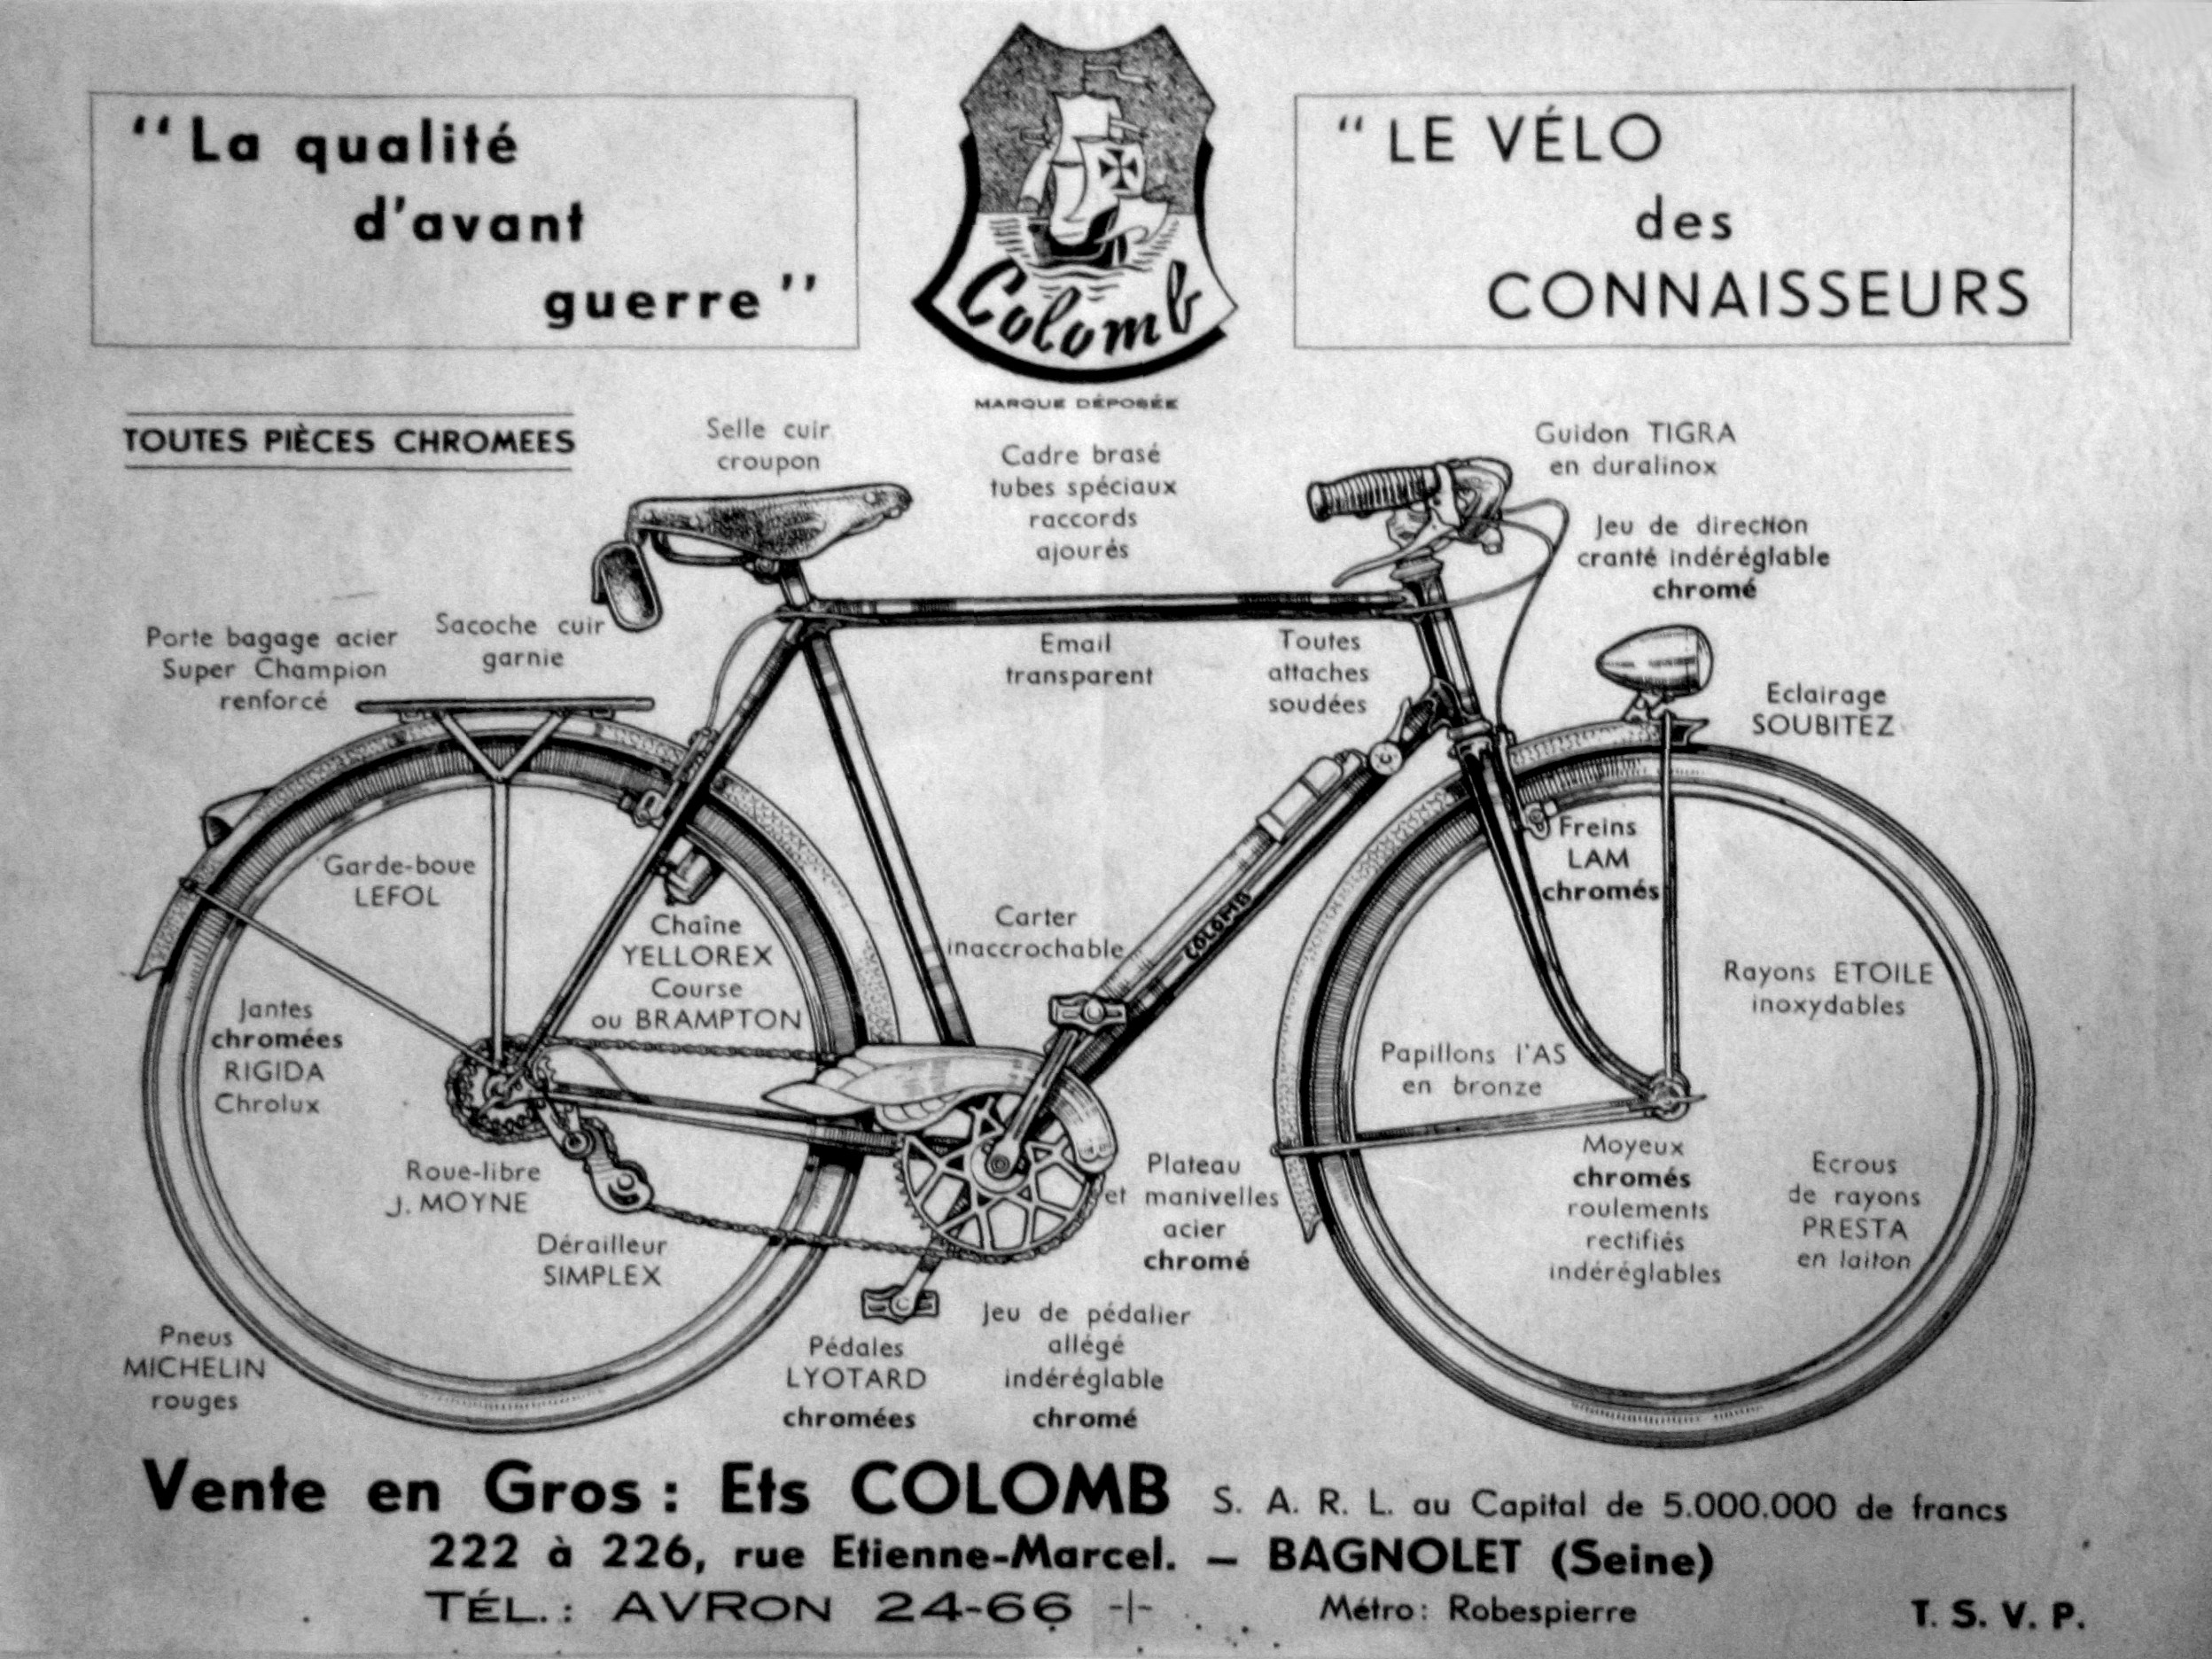 “La qualité
d'avant
guerre”
Colomb
MARQUE DÉPOSÉE
“LE VÉLO
des
CONNAISSEURS
TOUTES PIÈCES CHROMEES
Selle cuir
croupon
Cadre brasé
tubes spéciaux
raccords
ajourés
Guidon TIGRA
en duralinox
Jeu de direction
cranté indéréglable
chromé
Porte bagage acier
Super Champion
renforcé
Sacoche cuir
garnie
Email
transparent
Toutes
attaches
soudées
Eclairage
SOUBITEZ
Garde-boue
LEFOL
Freins
LAM
chromés
Chaîne
YELLOREX
Course
ou BRAMPTON
Carter
inaccrochable
COLOMB
Rayons ETOILE
inoxydables
Jantes
chromées
RIGIDA
Chrolux
Papillons l'AS
en bronze
Roue-libre
J. MOYNE
Dérailleur
SIMPLEX
Plateau
et manivelles
acier
chromé
Moyeux
chromés
roulements
rectifiés
indéréglables
Ecrous
de rayons
PRESTA
en laiton
Pneus
MICHELIN
rouges
Pédales
LYOTARD
chromées
Jeu de pédalier
allégé
indéréglable
chromé
Vente en Gros : Ets COLOMB S. A. R. L. au Capital de 5.000.000 de francs
222 à 226, rue Etienne-Marcel. — BAGNOLET (Seine)
TÉL. : AVRON 24-66 Métro : Robespierre T. S. V. P.